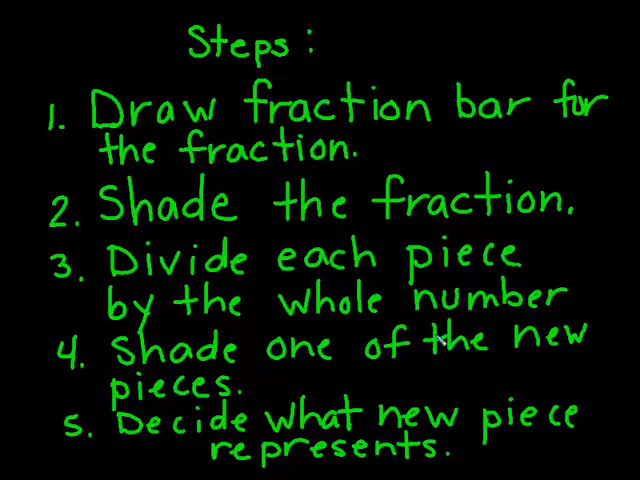 Steps:
1. Draw fraction bar for
the fraction.
2. Shade the fraction.
3. Divide each piece
by the whole number
4. Shade one of the new
pieces.
5. Decide what new piece
represents.